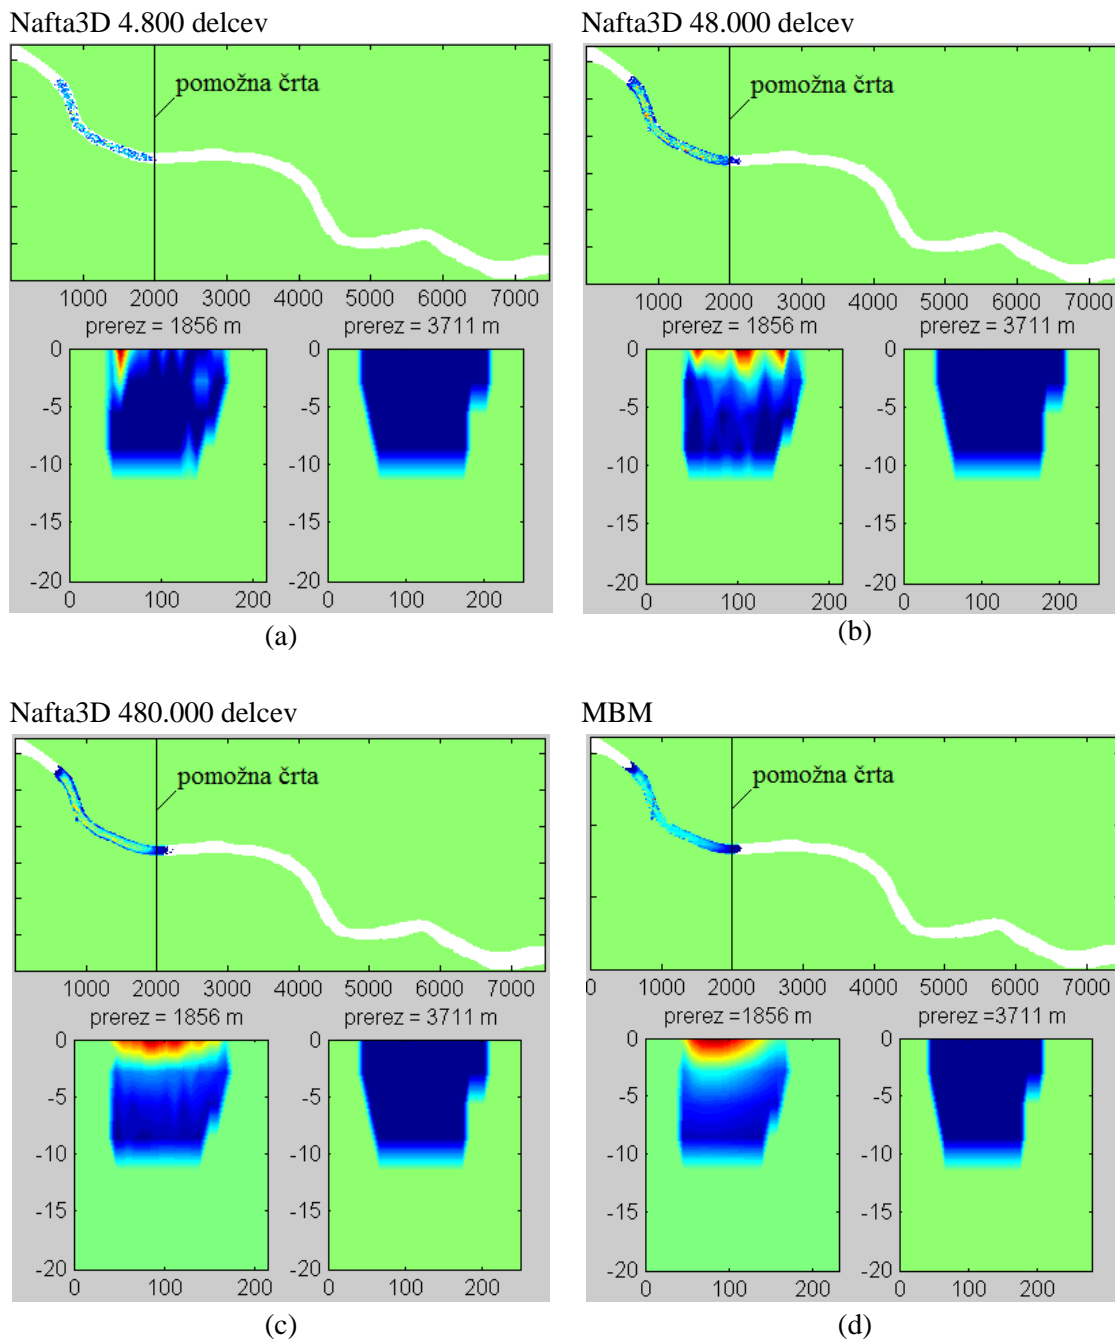 Nafta3D 4.800 delcev
pomožna črta
1000 2000 3000 4000 5000 6000 7000
prerez = 1856 m prerez = 3711 m
0 0
-5 -5
-10 -10
-15 -15
-20 -20
0 100 200 0 100 200
(a)
Nafta3D 48.000 delcev
pomožna črta
1000 2000 3000 4000 5000 6000 7000
prerez = 1856 m prerez = 3711 m
0 0
-5 -5
-10 -10
-15 -15
-20 -20
0 100 200 0 100 200
(b)
Nafta3D 480.000 delcev
pomožna črta
1000 2000 3000 4000 5000 6000 7000
prerez = 1856 m prerez = 3711 m
0 0
-5 -5
-10 -10
-15 -15
-20 -20
0 100 200 0 100 200
(c)
MBM
pomožna črta
0 1000 2000 3000 4000 5000 6000 7000
prerez =1856 m prerez =3711 m
0 0
-5 -5
-10 -10
-15 -15
-20 -20
0 100 200 0 100 200
(d)